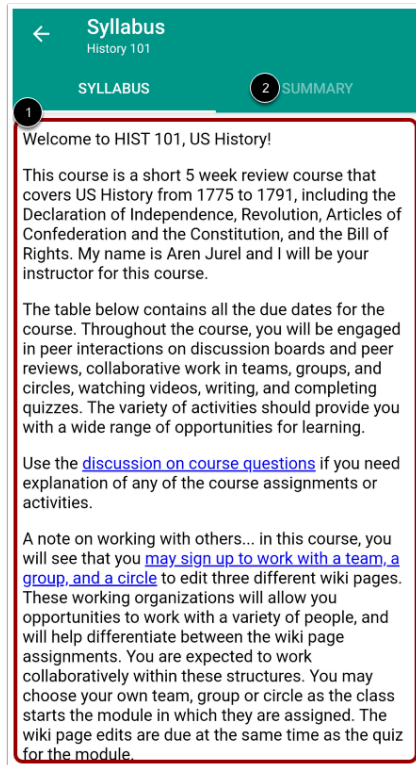 Syllabus
History 101
SYLLABUS
2 SUMMARY
1
Welcome to HIST 101, US History!
This course is a short 5 week review course that
covers US History from 1775 to 1791, including the
Declaration of Independence, Revolution, Articles of
Confederation and the Constitution, and the Bill of
Rights. My name is Aren Jurel and I will be your
instructor for this course.
The table below contains all the due dates for the
course. Throughout the course, you will be engaged
in peer interactions on discussion boards and peer
reviews, collaborative work in teams, groups, and
circles, watching videos, writing, and completing
quizzes. The variety of activities should provide you
with a wide range of opportunities for learning.
Use the discussion on course questions if you need
explanation of any of the course assignments or
activities.
A note on working with others... in this course, you
will see that you may sign up to work with a team, a
group, and a circle to edit three different wiki pages.
These working organizations will allow you
opportunities to work with a variety of people, and
will help differentiate between the wiki page
assignments. You are expected to work
collaboratively within these structures. You may
choose your own team, group or circle as the class
starts the module in which they are assigned. The
wiki page edits are due at the same time as the quiz
for the module.